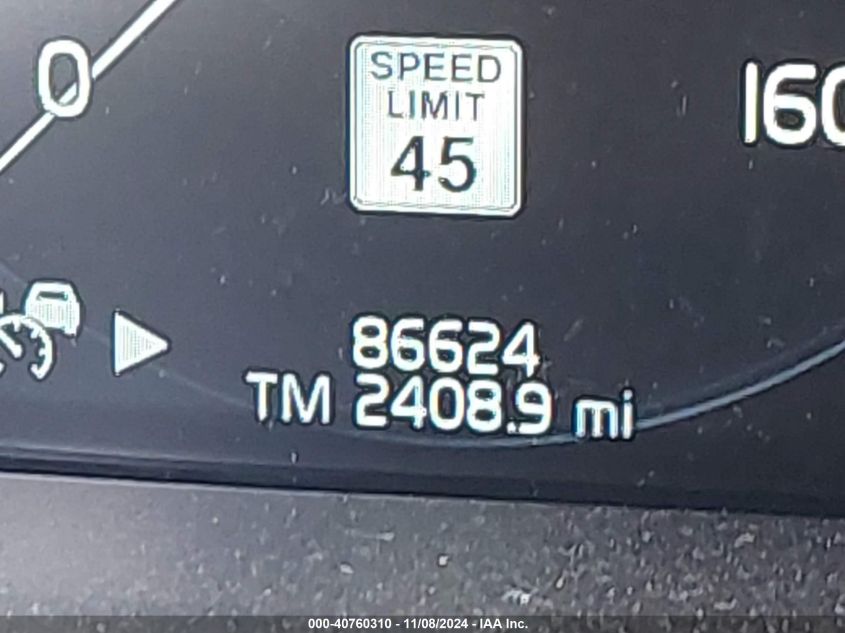 SPEED
LIMIT
45
0
160
86624
TM 2408.9 mi
000-40760310 - 11/08/2024 - IAA Inc.